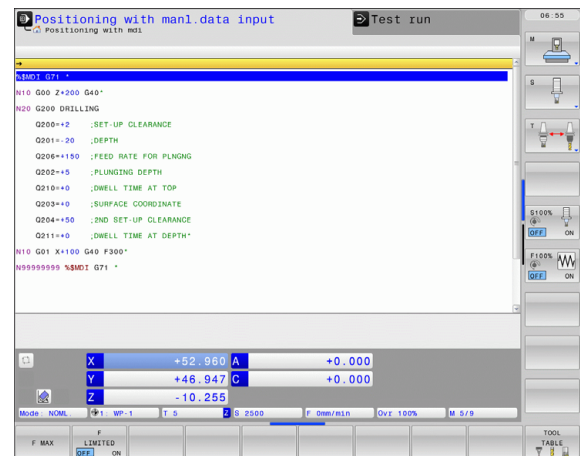 Positioning with manl.data input
Test run
06:55
Positioning with mdi
%$MDI G71 *
N10 G00 Z+200 G40*
N20 G200 DRILLING
Q200=+2 ;SET-UP CLEARANCE
Q201=-20 ;DEPTH
Q206=+150 ;FEED RATE FOR PLNGNG
Q202=+5 ;PLUNGING DEPTH
Q210=+0 ;DWELL TIME AT TOP
Q203=+0 ;SURFACE COORDINATE
Q204=+50 ;2ND SET-UP CLEARANCE
Q211=+0 ;DWELL TIME AT DEPTH*
N10 G01 X+100 G40 F300*
N99999999 %$MDI G71 *
M
S
T
S100%
OFF ON
F100%
OFF ON
X +52.960 A +0.000
Y +46.947 C +0.000
Z -10.255
Mode: NOML. 1: WP-1 T 5 Z S 2500 F 0mm/min Ovr 100% M 5/9
F MAX
F
LIMITED
OFF ON
TOOL
TABLE